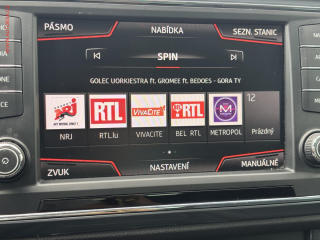 PÁSMO
NABÍDKA
SEZN. STANIC
SPIN
GOLEC UORKIESTRA ft. GROMEE ft. BEDOES - GORA TY
12
NRJ
RTL
VIVACITÉ
RTL
M
NRJ
RTL.lu
VIVACITE
BEL RTL
METROPOL
Prázdný
ZVUK
NASTAVENÍ
MANUÁLNĚ